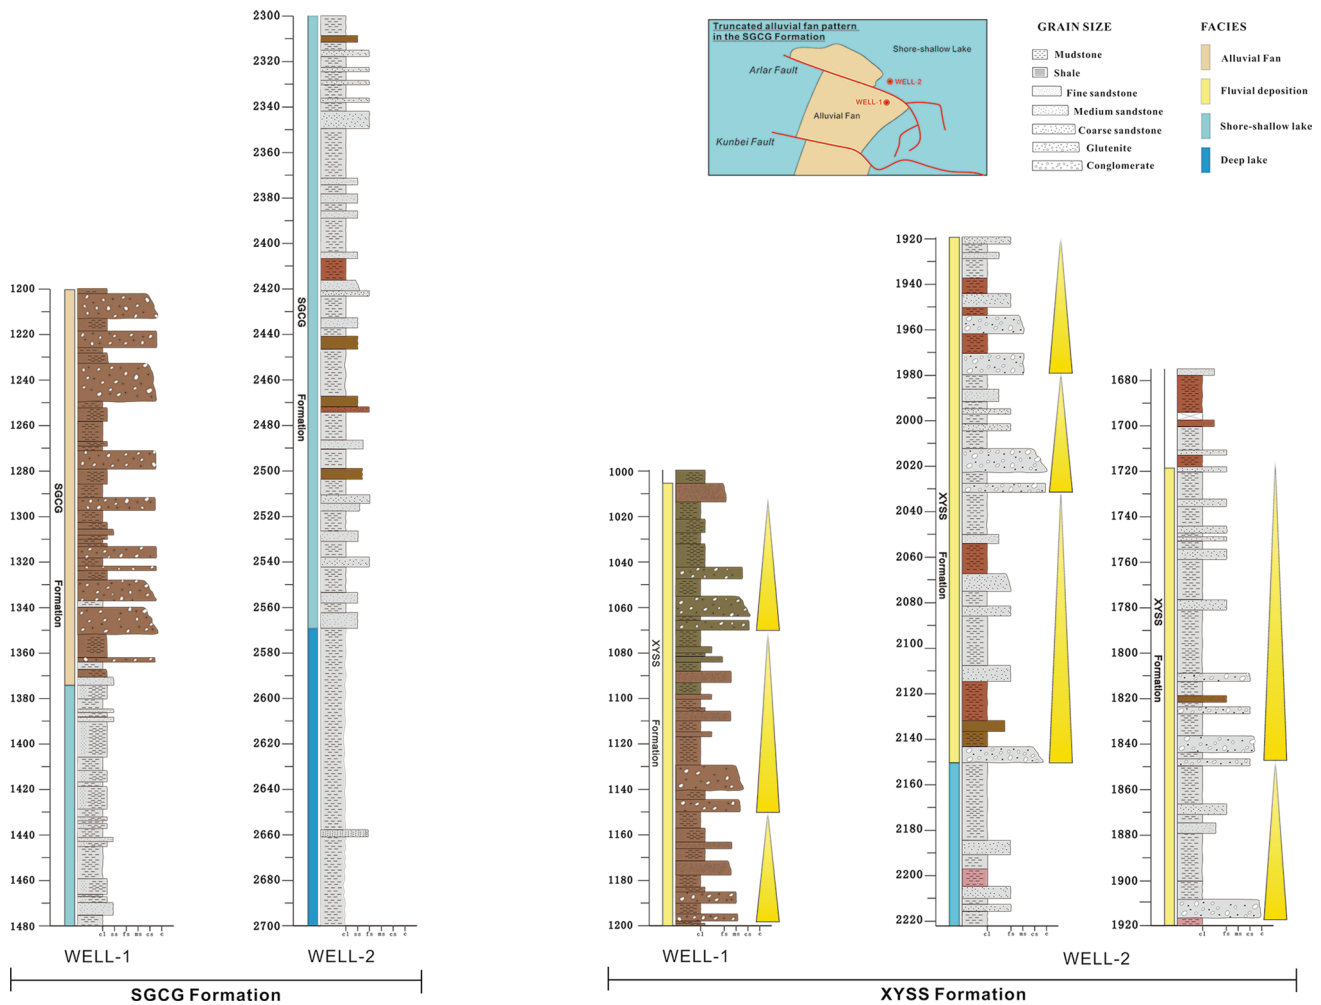 Truncated alluvial fan pattern
in the SGCG Formation
Shore-shallow Lake
Arlar Fault
WELL-2
WELL-1
Alluvial Fan
Kunbei Fault
GRAIN SIZE
Mudstone
Shale
Fine sandstone
Medium sandstone
Coarse sandstone
Glutenite
Conglomerate
FACIES
Alluvial Fan
Fluvial deposition
Shore-shallow lake
Deep lake
1200
1220
1240
1260
1280
1300
1320
1340
1360
1380
1400
1420
1440
1460
1480
SGCG
Formation
WELL-1
2300
2320
2340
2360
2380
2400
2420
2440
2460
2480
2500
2520
2540
2560
2580
2600
2620
2640
2660
2680
2700
SGCG
Formation
WELL-2
SGCG Formation
1000
1020
1040
1060
1080
1100
1120
1140
1160
1180
1200
XYSS
Formation
WELL-1
1920
1940
1960
1980
2000
2020
2040
2060
2080
2100
2120
2140
2160
2180
2200
2220
XYSS
Formation
1680
1700
1720
1740
1760
1780
1800
1820
1840
1860
1880
1900
1920
XYSS
Formation
WELL-2
XYSS Formation